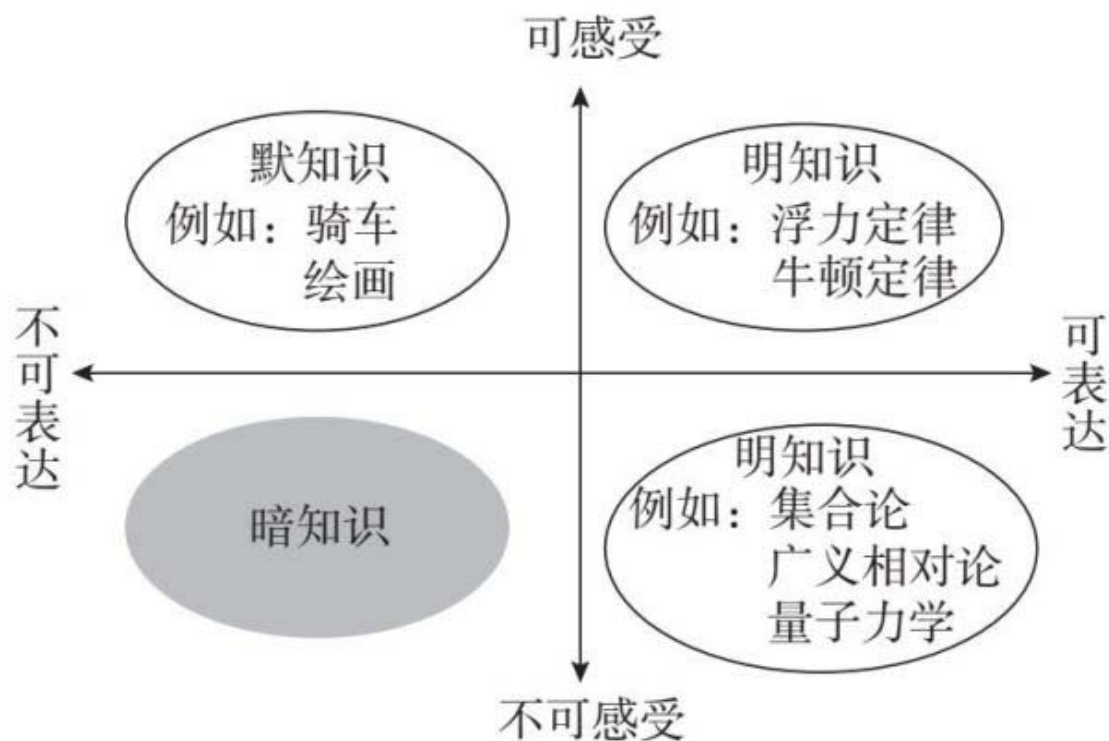 可感受
默知识
例如：骑车
绘画
明知识
例如：浮力定律
牛顿定律
不可表达
可表达
暗知识
明知识
例如：集合论
广义相对论
量子力学
不可感受